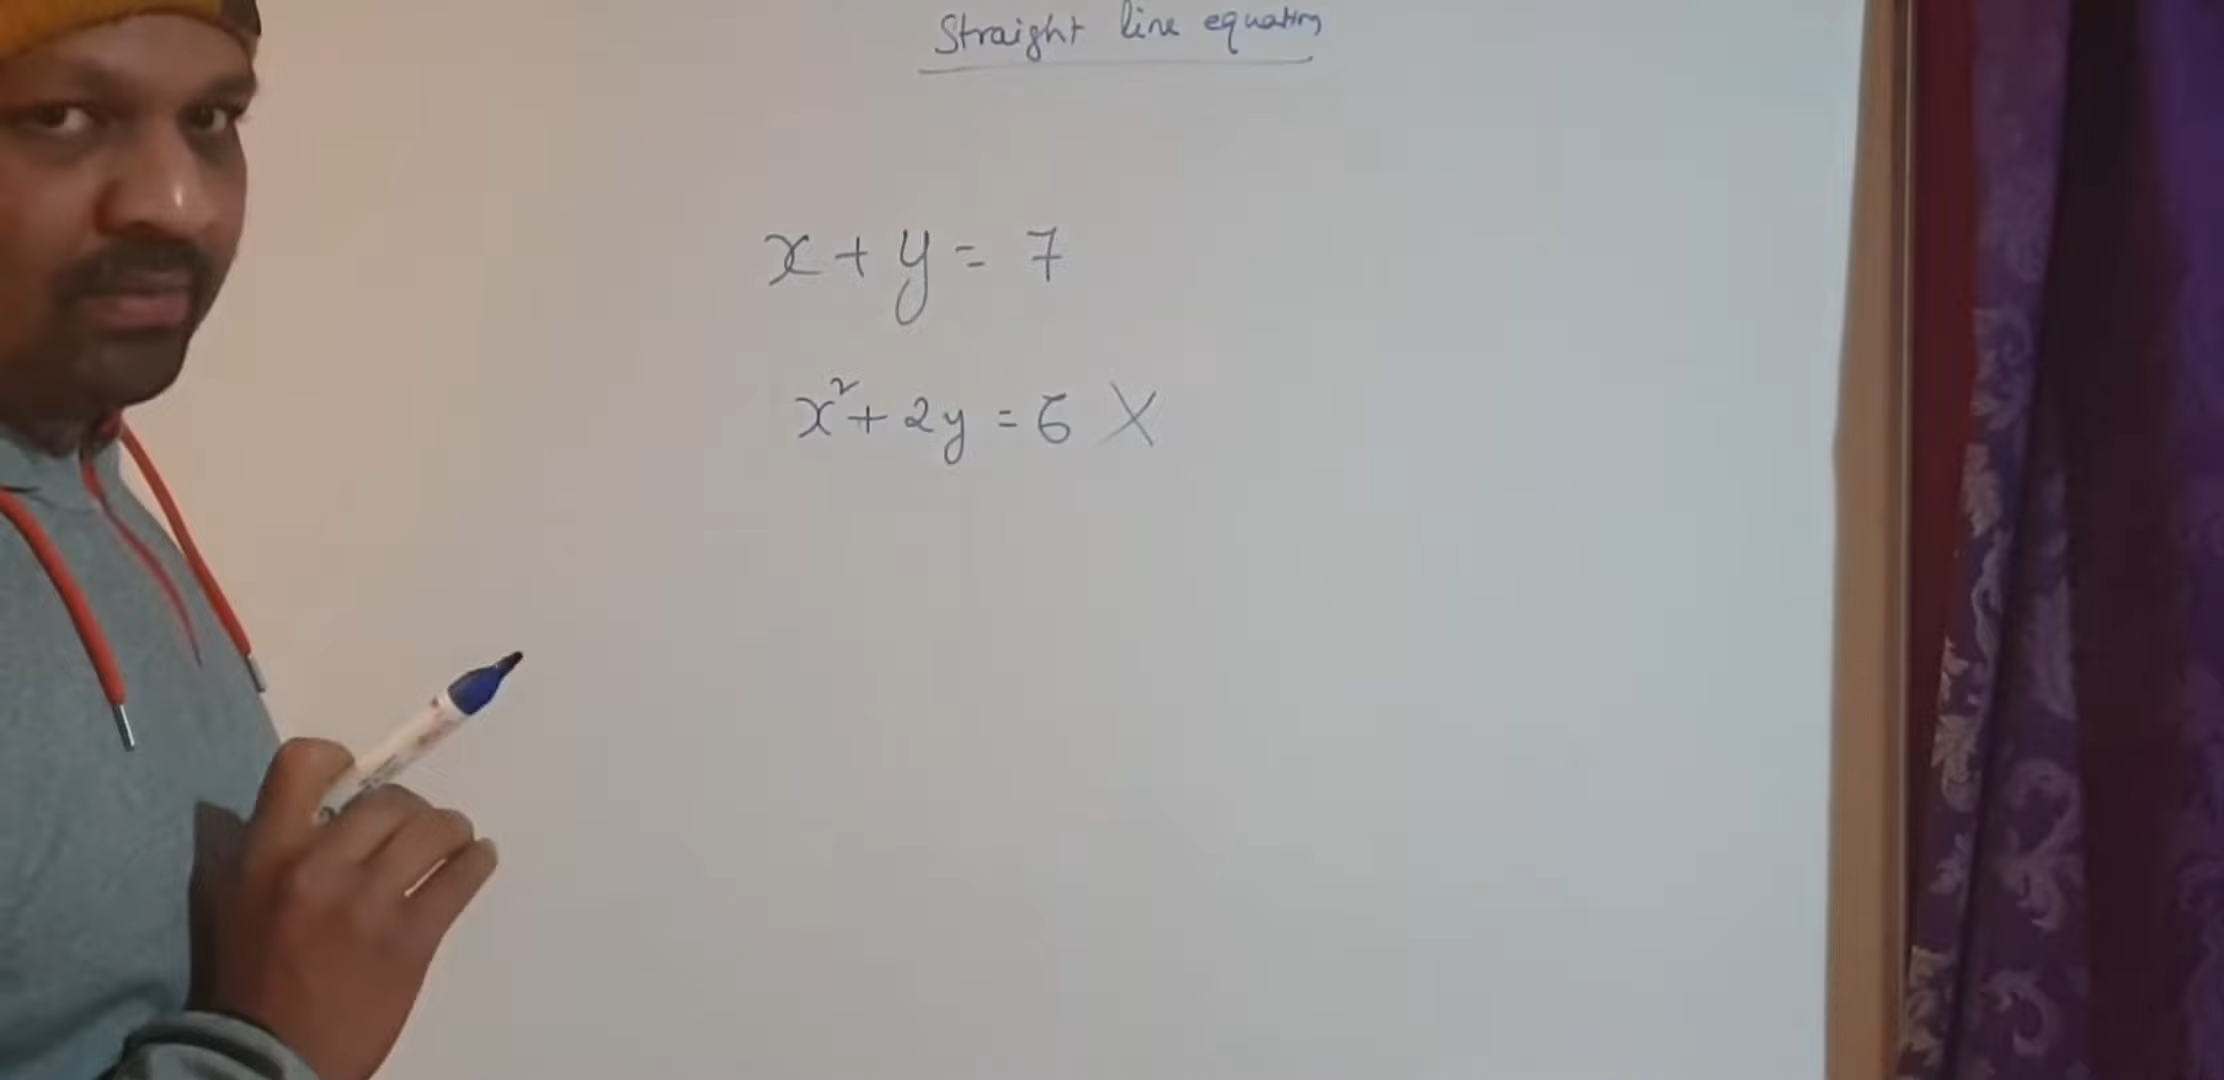 Straight line equation
x + y = 7
x² + 2y = 6 X